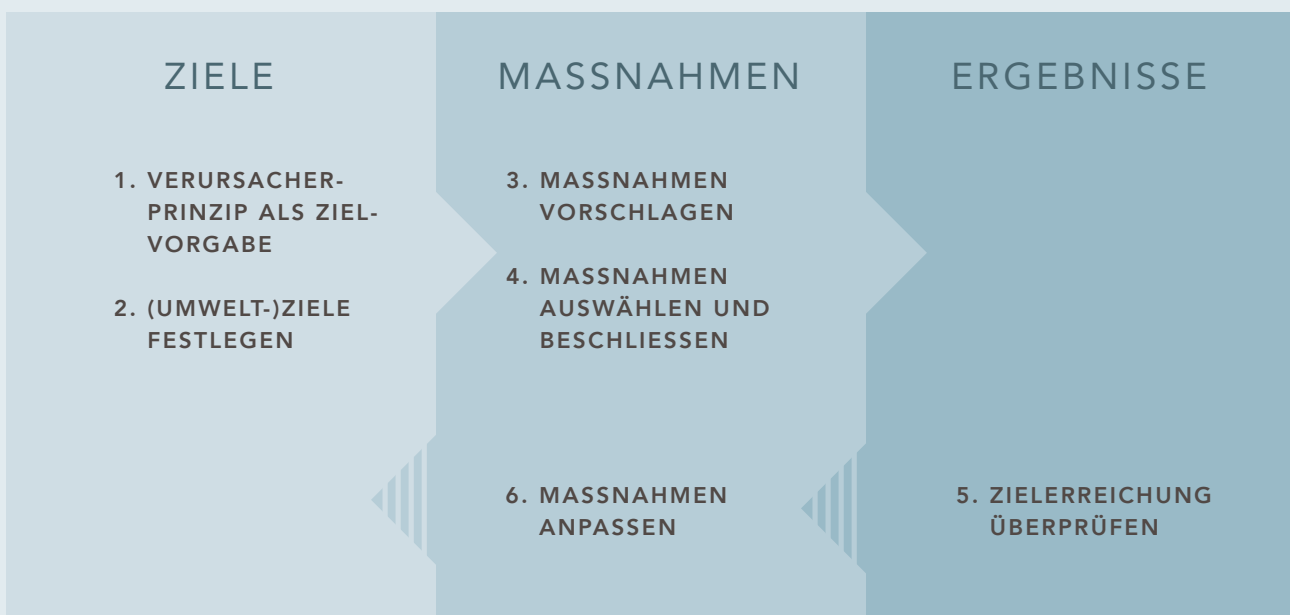 ZIELE
1. VERURSACHER-
PRINZIP ALS ZIEL-
VORGABE
2. (UMWELT-)ZIELE
FESTLEGEN
MASSNAHMEN
3. MASSNAHMEN
VORSCHLAGEN
4. MASSNAHMEN
AUSWÄHLEN UND
BESCHLIESSEN
6. MASSNAHMEN
ANPASSEN
ERGEBNISSE
5. ZIELERREICHUNG
ÜBERPRÜFEN